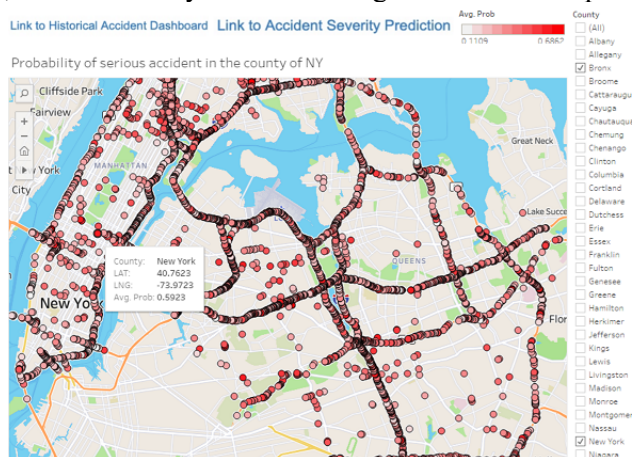 Link to Historical Accident Dashboard Link to Accident Severity Prediction
Avg. Prob
0.1109 0.6862
Probability of serious accident in the county of NY
County
(All)
Albany
Allegany
Bronx
Broome
Cattaraugu
Cayuga
Chautauqua
Chemung
Chenango
Clinton
Columbia
Cortland
Delaware
Dutchess
Erie
Essex
Franklin
Fulton
Genesee
Greene
Hamilton
Herkimer
Jefferson
Kings
Lewis
Livingston
Madison
Monroe
Montgomer
Nassau
New York
Niagara
Cliffside Park
Fairview
MANHATTAN
City
Great Neck
Lake Succe
QUEENS
New Yo
Flor
County: New York
LAT: 40.7623
LNG: -73.9723
Avg. Prob: 0.5923